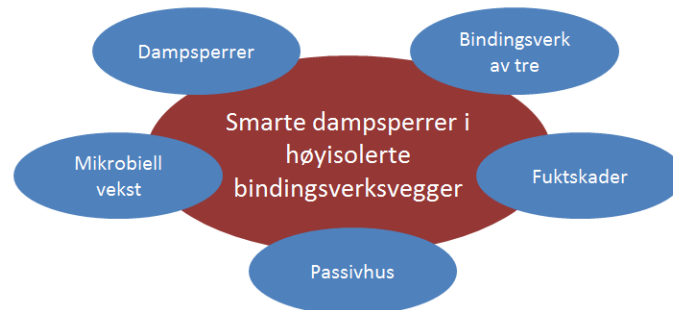 Dampsperrer
Bindingsverk
av tre
Smarte dampsperrer i
høyisolerte
bindingsverksvegger
Mikrobiell
vekst
Fuktskader
Passivhus